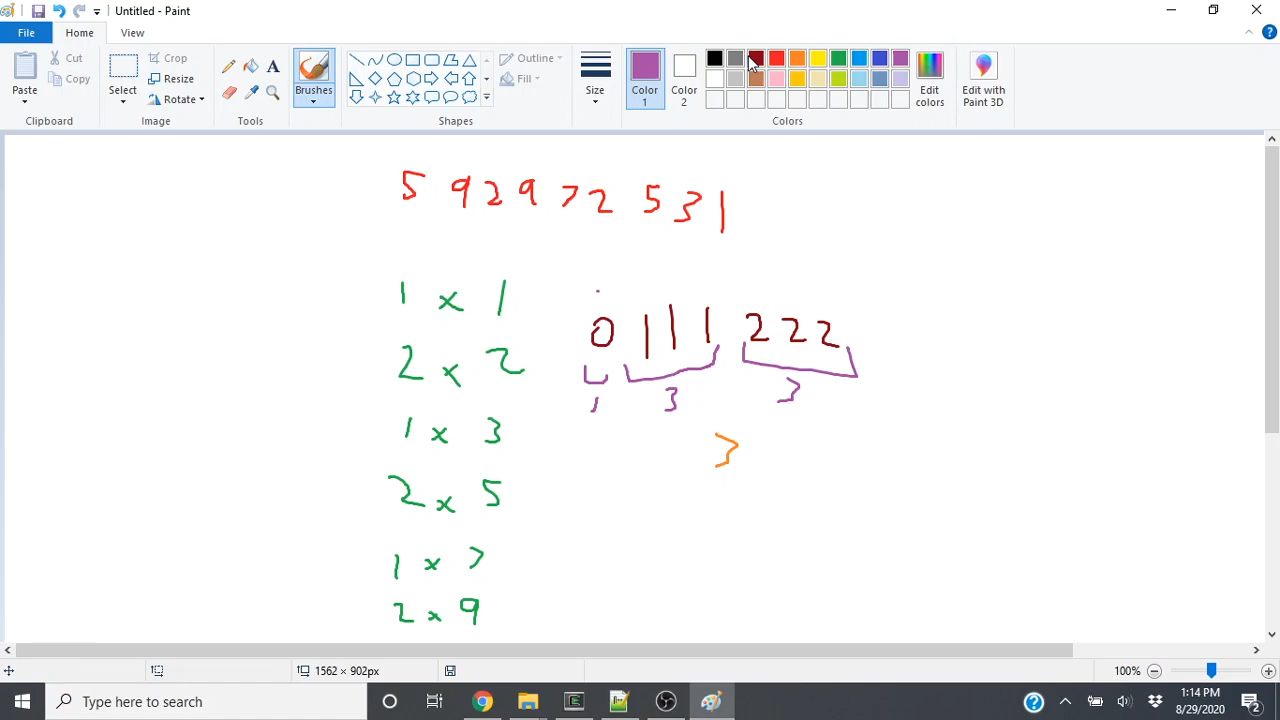 Untitled - Paint
File Home View
Paste
Cut
Copy
Clipboard
Select
Crop
Resize
Rotate
Image
Tools
Brushes
Outline
Fill
Shapes
Size
Color 1
Color 2
Edit colors
Colors
Edit with Paint 3D
5 9 2 9 7 2 5 3 1
1 x 1
2 x 2
1 x 3
2 x 5
1 x 7
2 x 9
0 1 1 1 2 2 2
1 3 3
3
1562 × 902px
100%
Type here to search
1:14 PM
8/29/2020
2